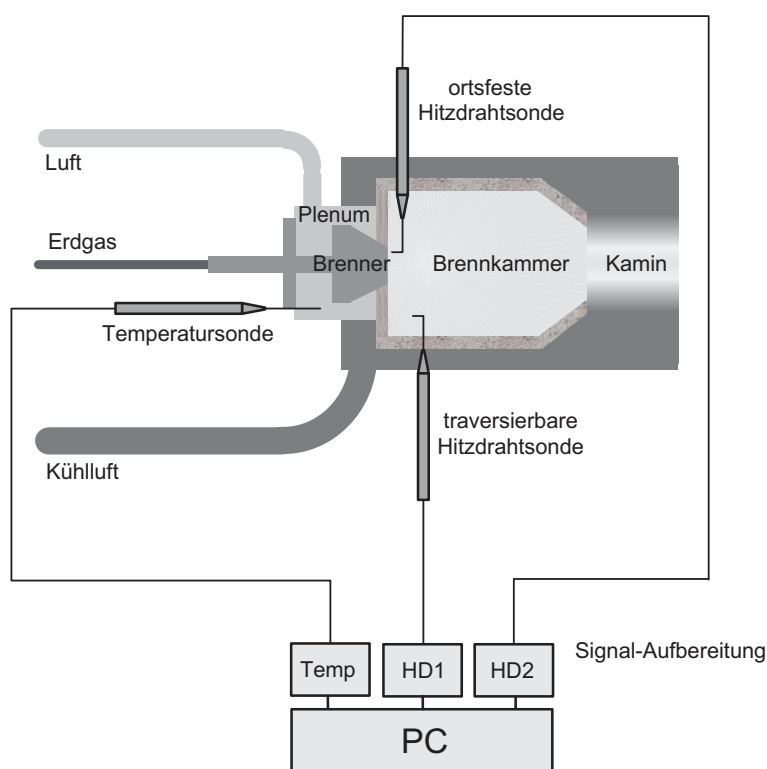 ortsfeste
Hitzdrahtsonde
Luft
Plenum
Erdgas
Brenner
Brennkammer
Kamin
Temperatursonde
traversierbare
Hitzdrahtsonde
Kühlluft
Signal-Aufbereitung
Temp
HD1
HD2
PC